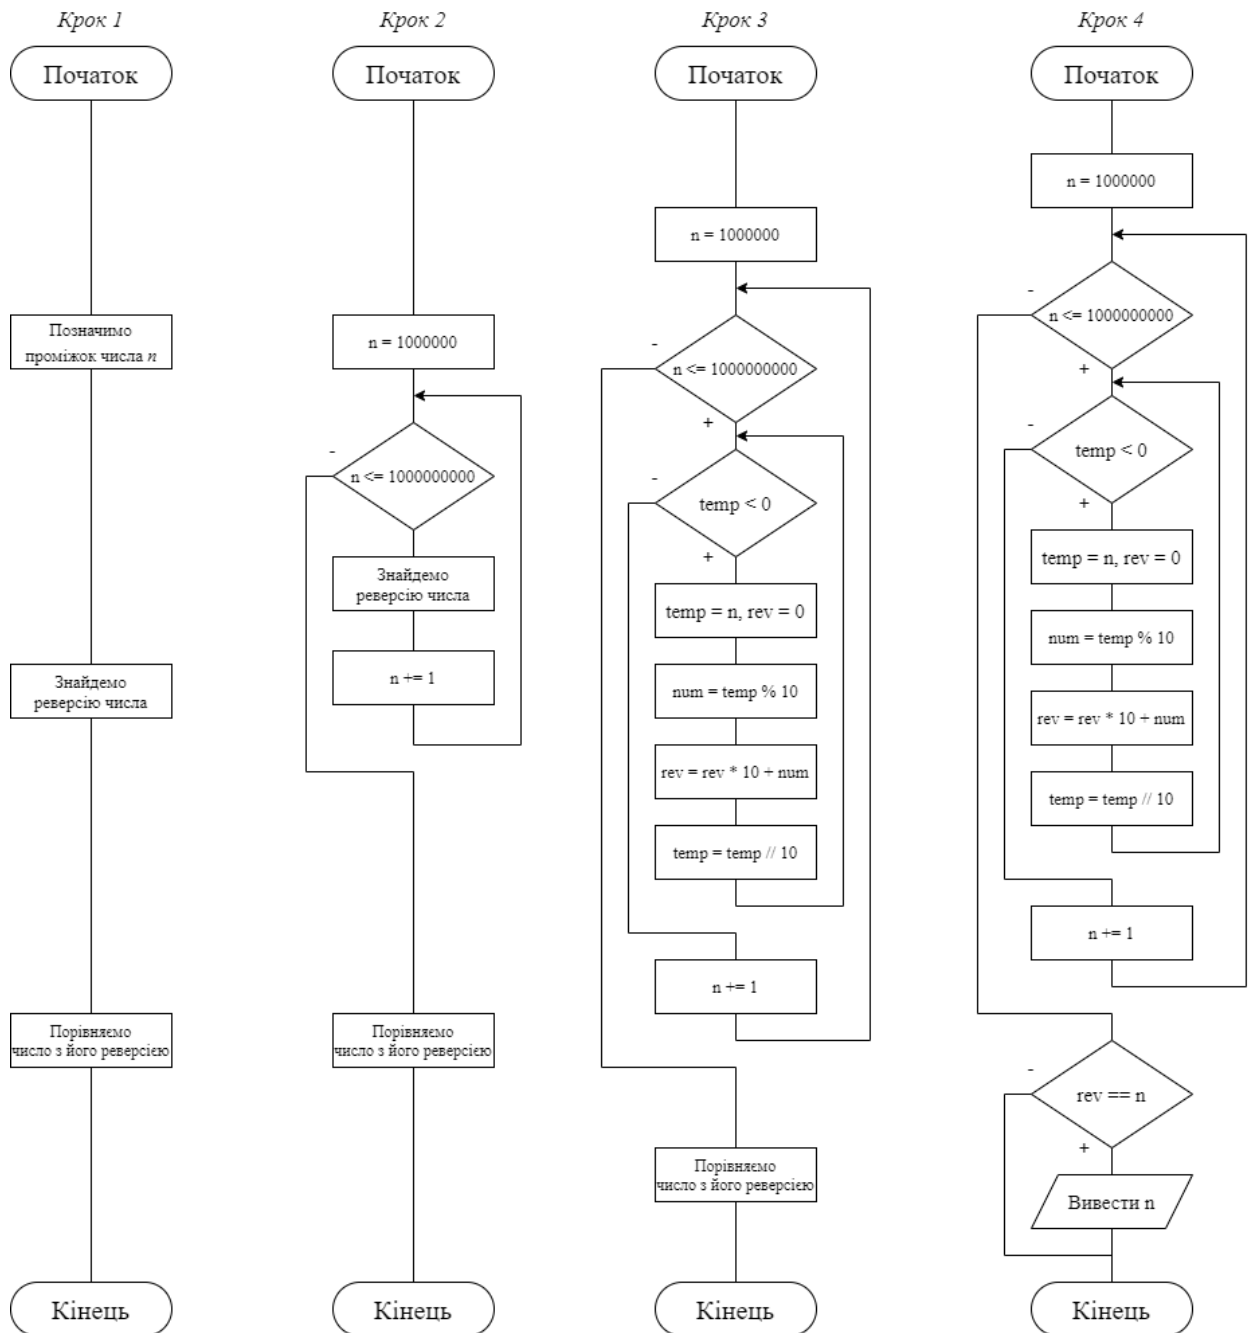 Крок 1
Початок
Позначимо
проміжок числа n
Знайдемо
реверсію числа
Порівняємо
число з його реверсією
Кінець
Крок 2
Початок
n = 1000000
-
n <= 1000000000
Знайдемо
реверсію числа
n += 1
Порівняємо
число з його реверсією
Кінець
Крок 3
Початок
n = 1000000
-
n <= 1000000000
+
-
temp < 0
+
temp = n, rev = 0
num = temp % 10
rev = rev * 10 + num
temp = temp // 10
n += 1
Порівняємо
число з його реверсією
Кінець
Крок 4
Початок
n = 1000000
-
n <= 1000000000
+
-
temp < 0
+
temp = n, rev = 0
num = temp % 10
rev = rev * 10 + num
temp = temp // 10
n += 1
-
rev == n
+
Вивести n
Кінець